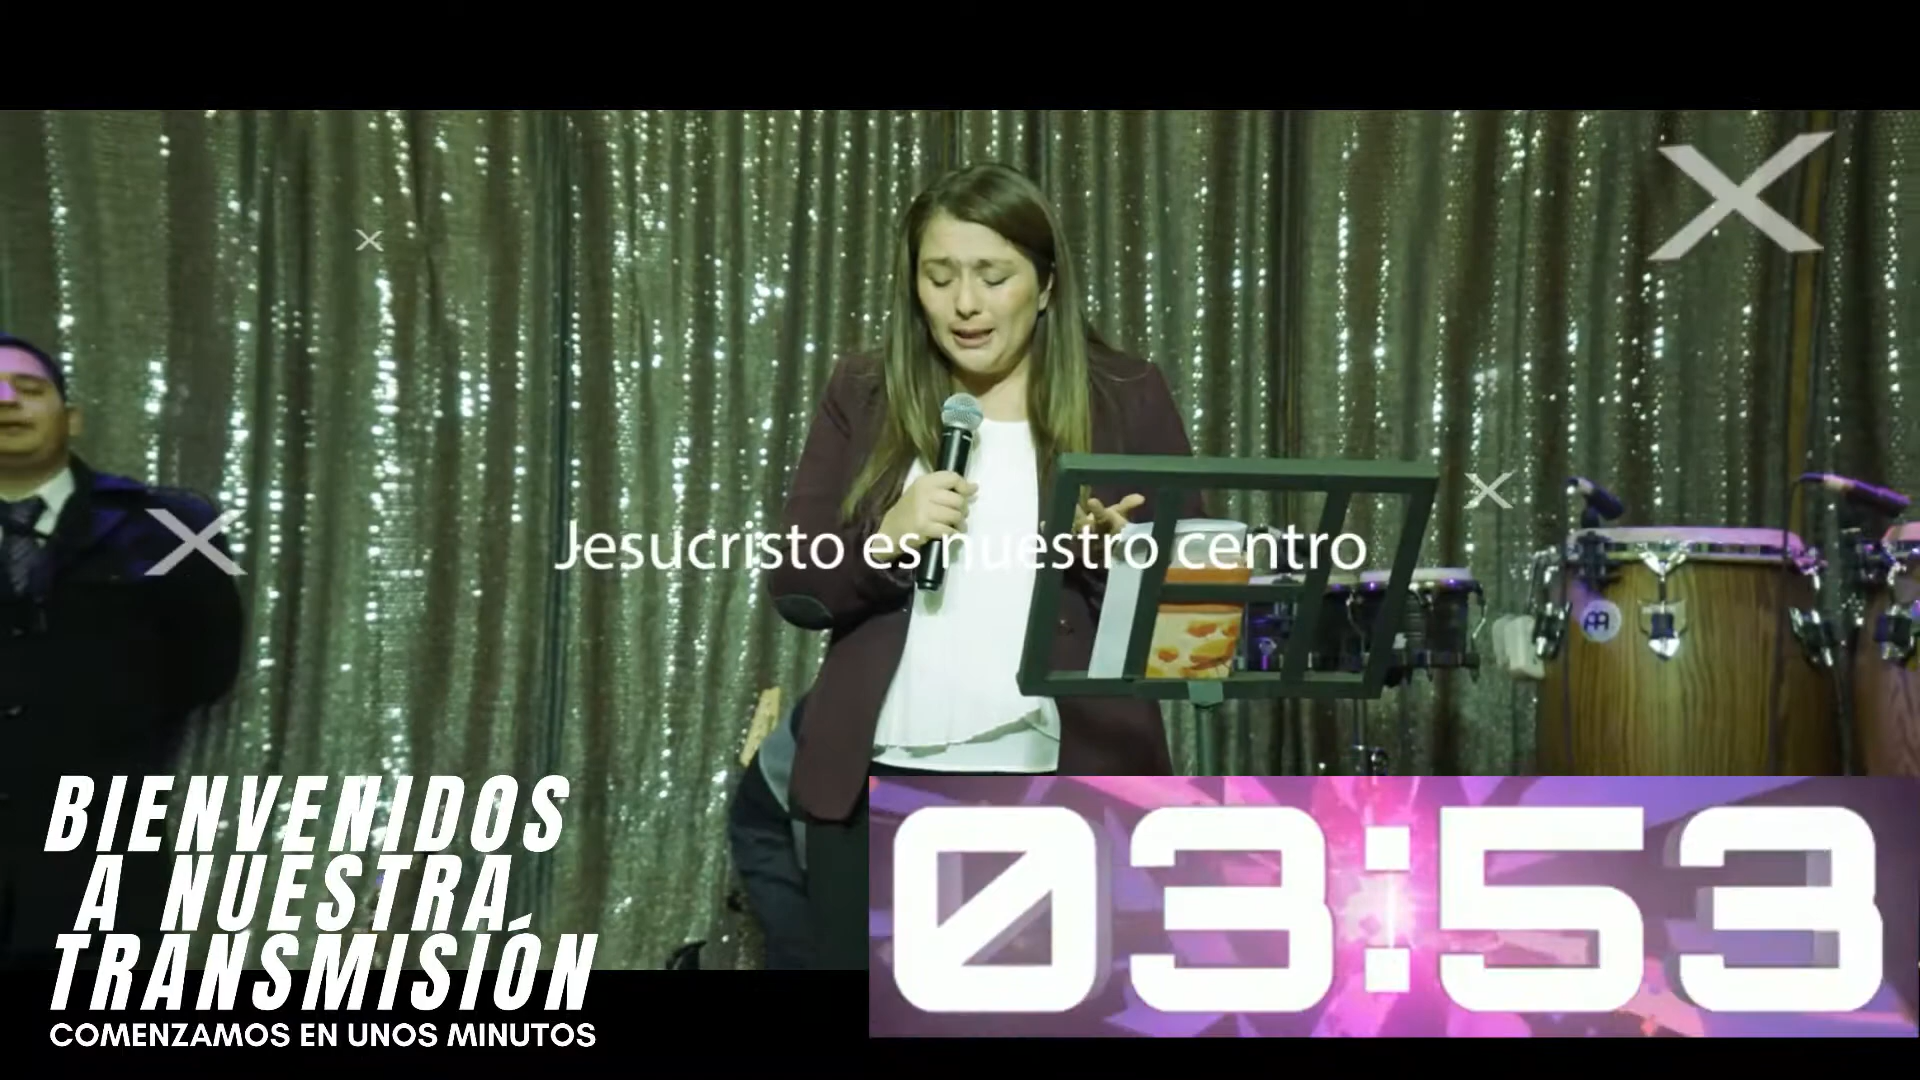 Jesucristo es nuestro centro
BIENVENIDOS
A NUESTRA
TRANSMISIÓN
COMENZAMOS EN UNOS MINUTOS
03:53